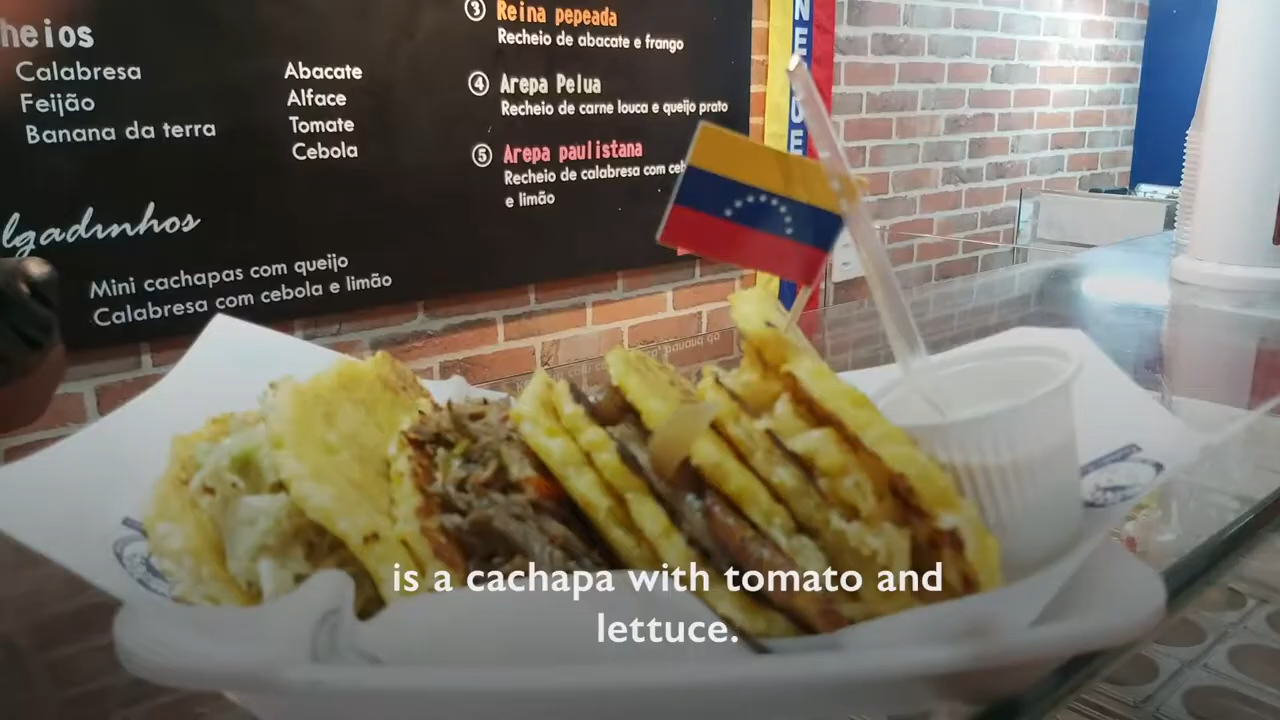 heios
Calabresa
Feijão
Banana da terra
Abacate
Alface
Tomate
Cebola
lgadinhos
Mini cachapas com queijo
Calabresa com cebola e limão
③ Reina pepeada
Recheio de abacate e frango
④ Arepa Pelua
Recheio de carne louca e queijo prato
⑤ Arepa paulistana
Recheio de calabresa com ceb
e limão
NEZUE
is a cachapa with tomato and
lettuce.